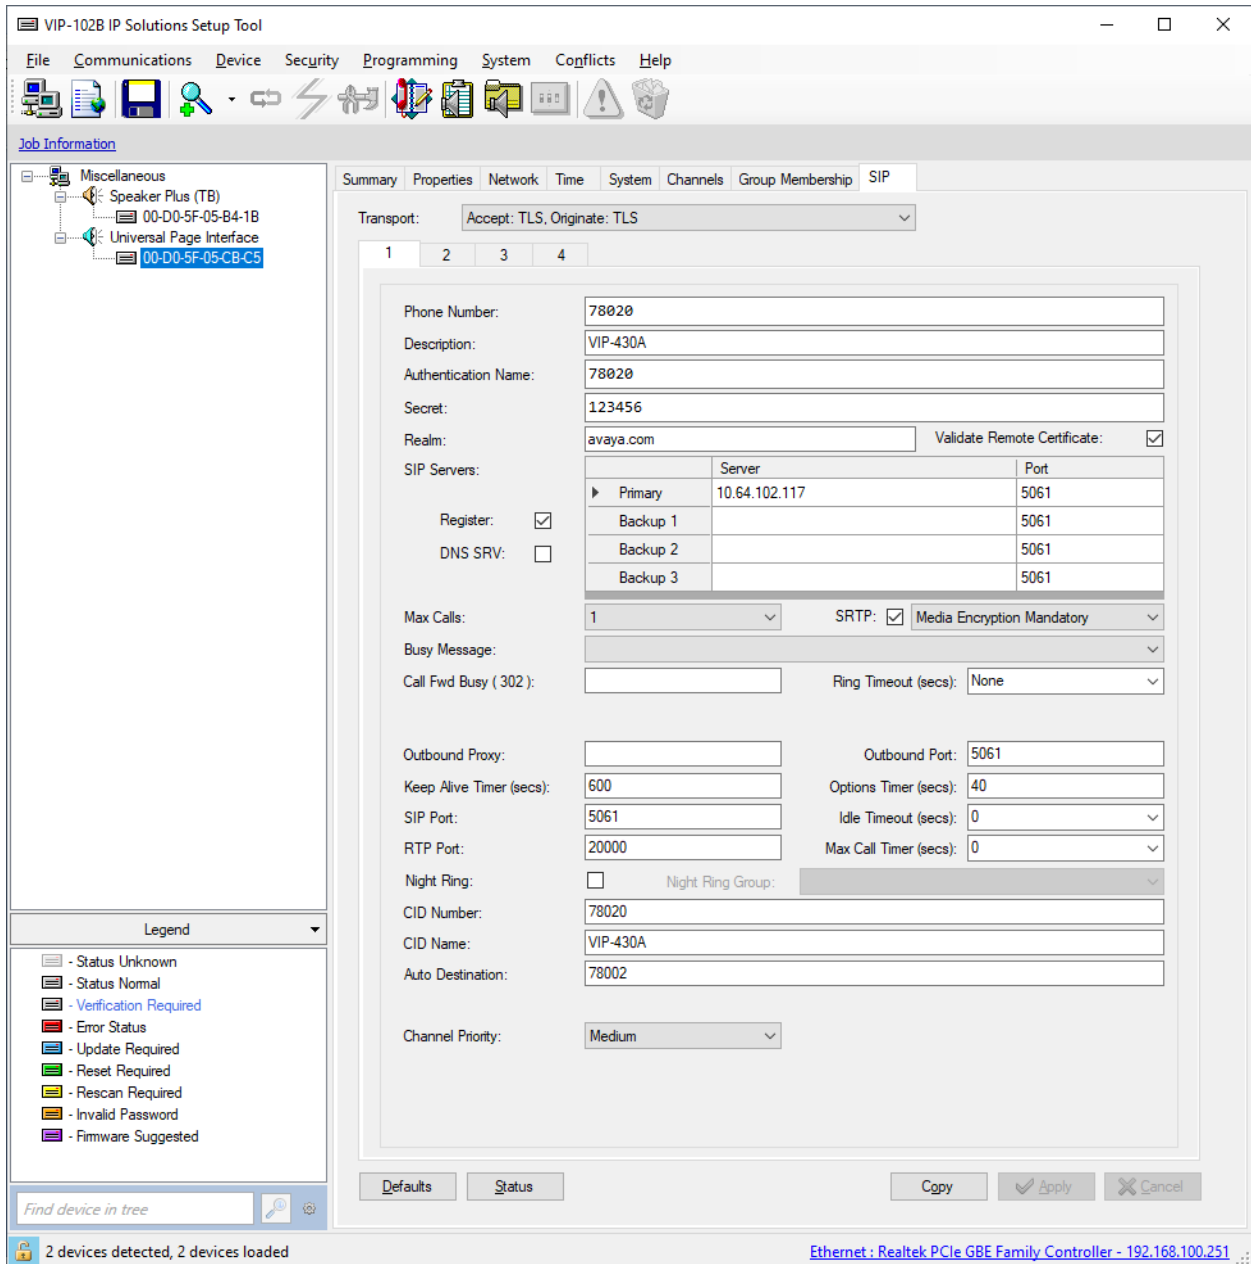 VIP-102B IP Solutions Setup Tool
File Communications Device Security Programming System Conflicts Help
Job Information
Miscellaneous
Speaker Plus (TB)
00-D0-5F-05-B4-1B
Universal Page Interface
00-D0-5F-05-CB-C5
Summary Properties Network Time System Channels Group Membership SIP
Transport: Accept: TLS, Originate: TLS
1 2 3 4
Phone Number: 78020
Description: VIP-430A
Authentication Name: 78020
Secret: 123456
Realm: avaya.com Validate Remote Certificate:
SIP Servers: Server Port
Primary 10.64.102.117 5061
Register: Backup 1 5061
DNS SRV: Backup 2 5061
Backup 3 5061
Max Calls: 1 SRTP: Media Encryption Mandatory
Busy Message:
Call Fwd Busy ( 302 ): Ring Timeout (secs): None
Outbound Proxy: Outbound Port: 5061
Keep Alive Timer (secs): 600 Options Timer (secs): 40
SIP Port: 5061 Idle Timeout (secs): 0
RTP Port: 20000 Max Call Timer (secs): 0
Night Ring: Night Ring Group:
CID Number: 78020
CID Name: VIP-430A
Auto Destination: 78002
Channel Priority: Medium
Legend
- Status Unknown
- Status Normal
- Verification Required
- Error Status
- Update Required
- Reset Required
- Rescan Required
- Invalid Password
- Firmware Suggested
Defaults Status Copy Apply Cancel
Find device in tree
2 devices detected, 2 devices loaded
Ethernet : Realtek PCIe GBE Family Controller - 192.168.100.251